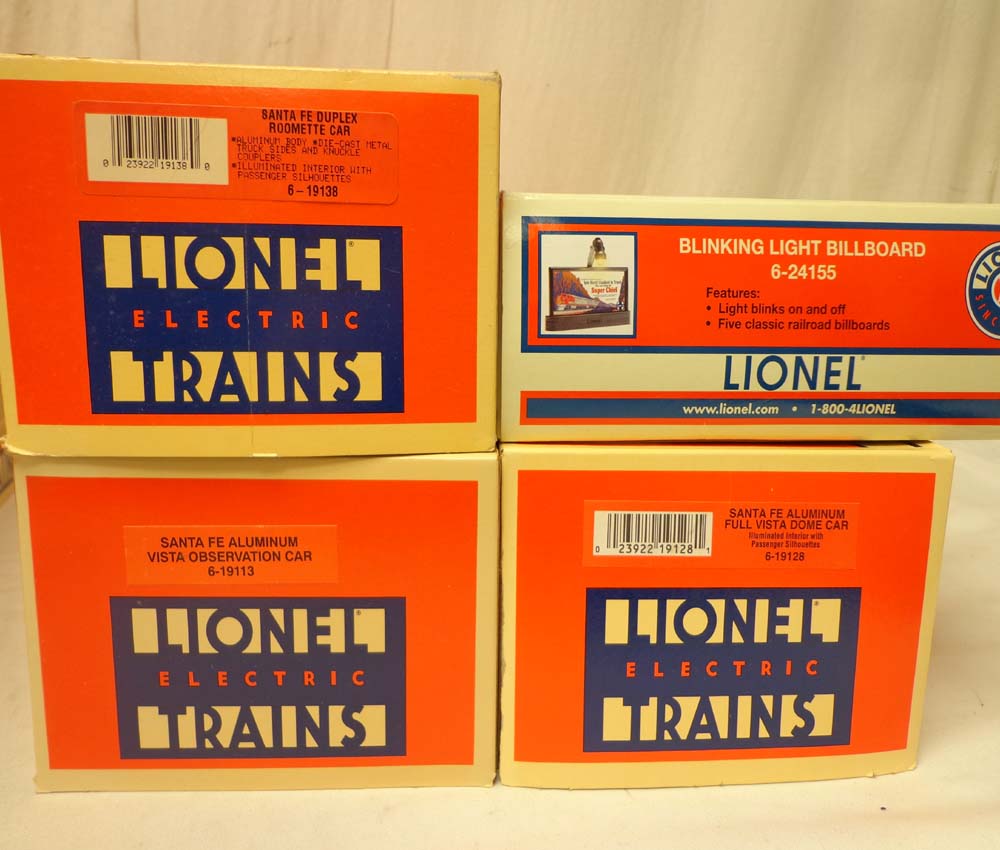 SANTA FE DUPLEX
ROOMETTE CAR
*ALUMINUM BODY *DIE-CAST METAL
TRUCK SIDES AND KNUCKLE
COUPLERS
*ILLUMINATED INTERIOR WITH
PASSENGER SILHOUETTES
6-19138
0 23922 19138 0
LIONEL®
ELECTRIC
TRAINS
BLINKING LIGHT BILLBOARD
6-24155
Features:
• Light blinks on and off
• Five classic railroad billboards
Super Chief
LIONEL®
www.lionel.com • 1-800-4LIONEL
SANTA FE ALUMINUM
VISTA OBSERVATION CAR
6-19113
LIONEL®
ELECTRIC
TRAINS
SANTA FE ALUMINUM
FULL VISTA DOME CAR
Illuminated Interior with
Passenger Silhouettes
6-19128
0 23922 19128 1
LIONEL®
ELECTRIC
TRAINS